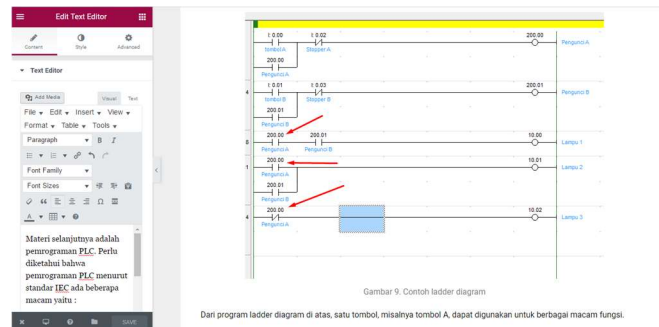 Edit Text Editor
Content
Style
Advanced
Text Editor
Add Media
Visual
Text
File
Edit
Insert
View
Format
Table
Tools
Paragraph
B
I
Font Family
Font Sizes
Materi selanjutnya adalah
pemrograman PLC. Perlu
diketahui bahwa
pemrograman PLC menurut
standar IEC ada beberapa
macam yaitu :
SAVE
I: 0.00
I: 0.02
200.00
tombol A
Stopper A
Pengunci A
200.00
Pengunci A
4
I: 0.01
I: 0.03
200.01
tombol B
Stopper B
Pengunci B
200.01
Pengunci B
200.00
200.01
10.00
Pengunci A
Pengunci B
Lampu 1
1
200.00
10.01
Pengunci A
Lampu 2
200.01
Pengunci B
4
200.00
10.02
Pengunci A
Lampu 3
Gambar 9. Contoh ladder diagram
Dari program ladder diagram di atas, satu tombol, misalnya tombol A, dapat digunakan untuk berbagai macam fungsi.